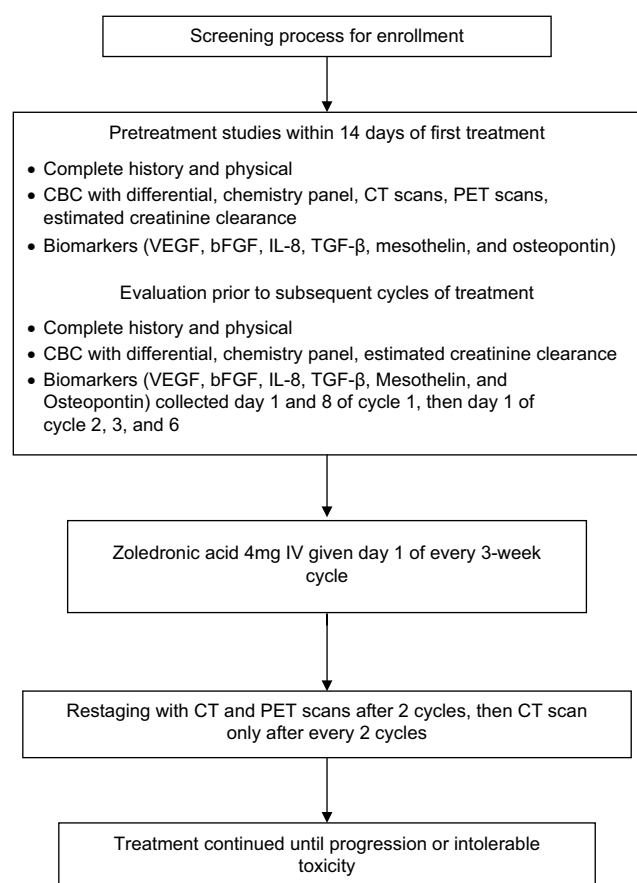 Screening process for enrollment
Pretreatment studies within 14 days of first treatment
• Complete history and physical
• CBC with differential, chemistry panel, CT scans, PET scans,
estimated creatinine clearance
• Biomarkers (VEGF, bFGF, IL-8, TGF-β, mesothelin, and osteopontin)
Evaluation prior to subsequent cycles of treatment
• Complete history and physical
• CBC with differential, chemistry panel, estimated creatinine clearance
• Biomarkers (VEGF, bFGF, IL-8, TGF-β, Mesothelin, and
Osteopontin) collected day 1 and 8 of cycle 1, then day 1 of
cycle 2, 3, and 6
Zoledronic acid 4mg IV given day 1 of every 3-week
cycle
Restaging with CT and PET scans after 2 cycles, then CT scan
only after every 2 cycles
Treatment continued until progression or intolerable
toxicity